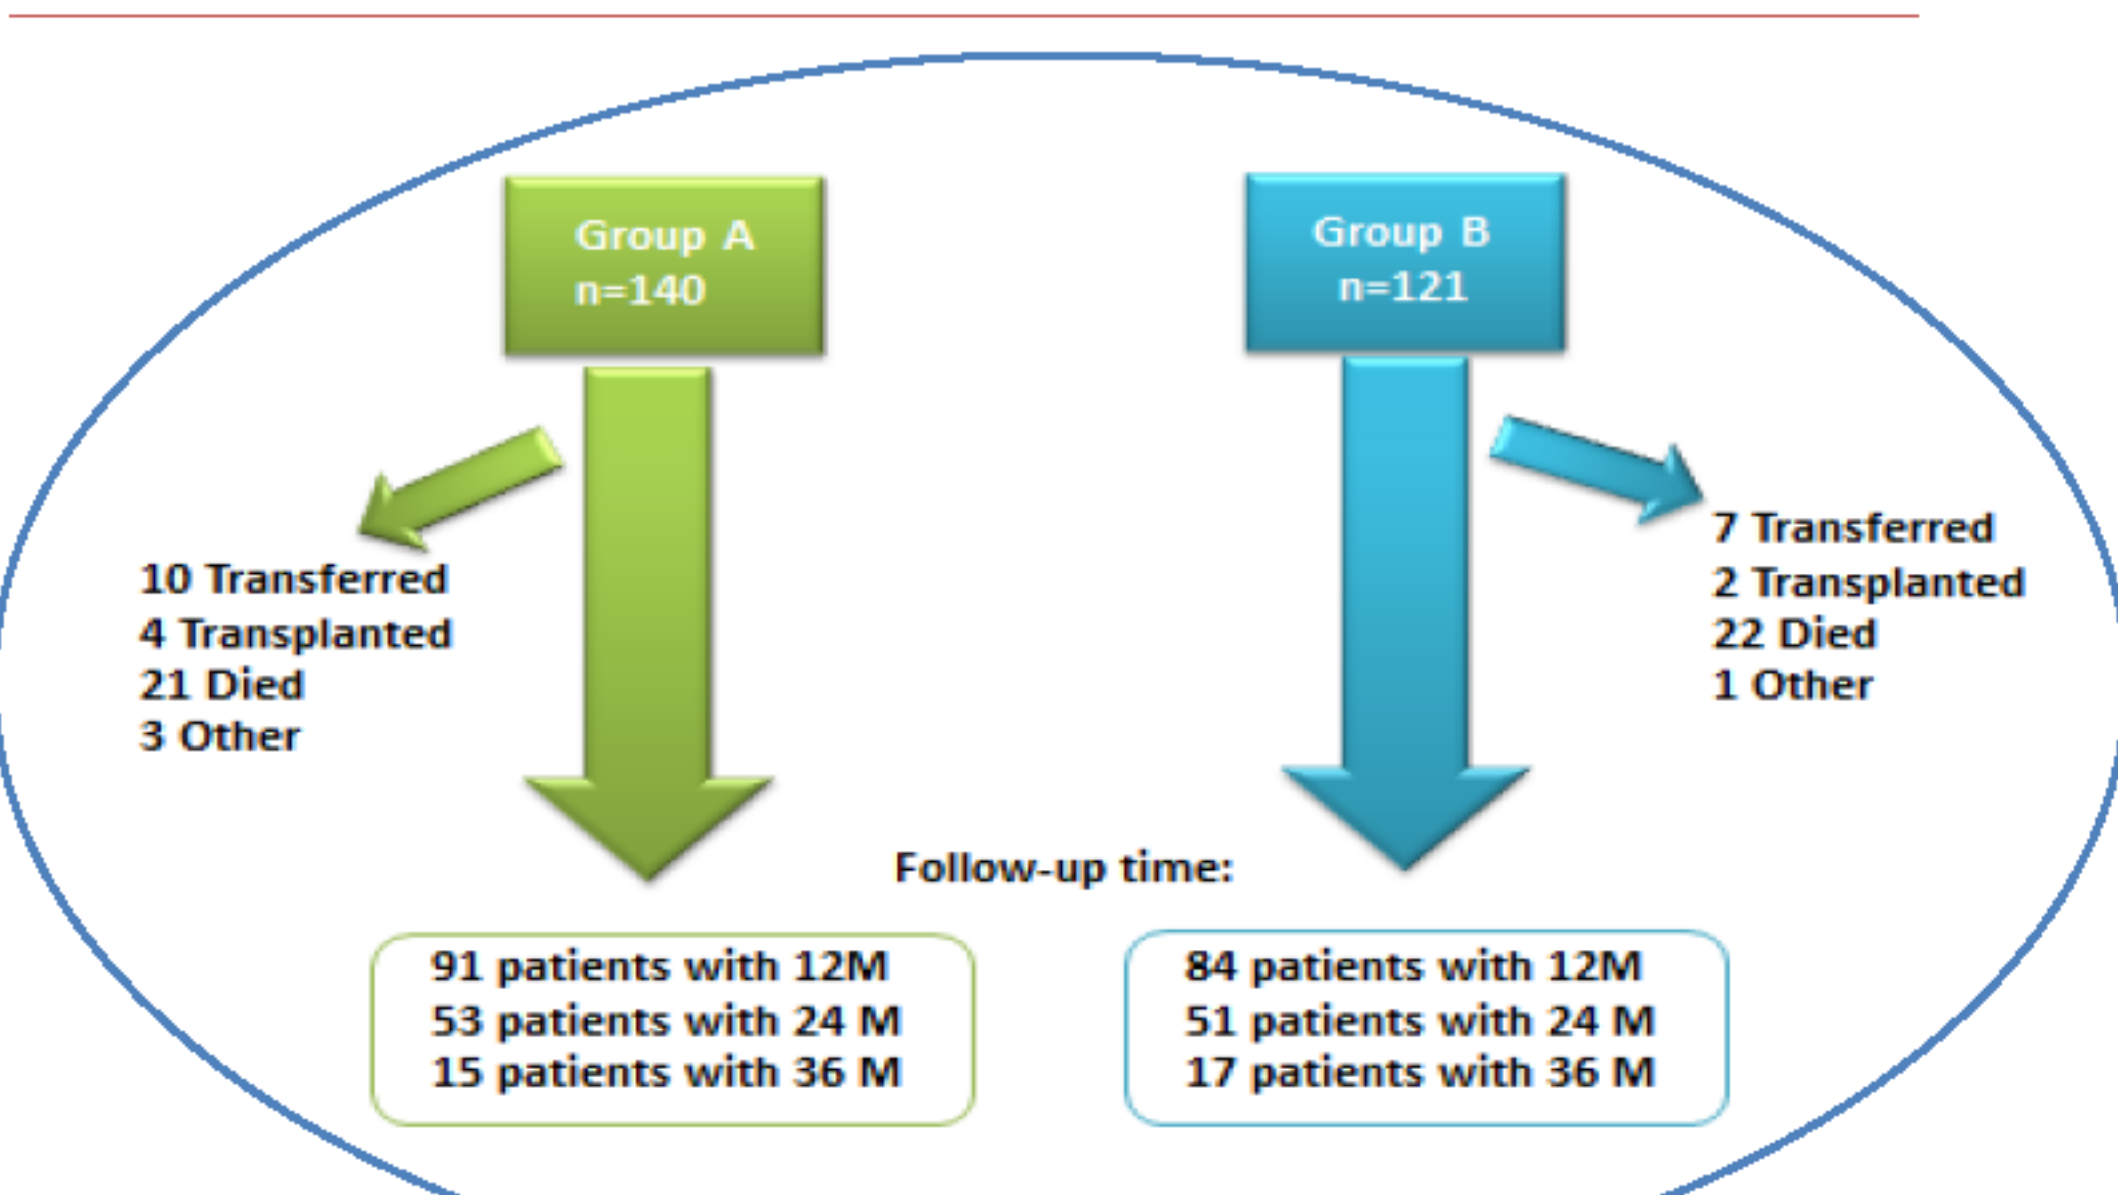 Group A
n=140
Group B
n=121
10 Transferred
4 Transplanted
21 Died
3 Other
7 Transferred
2 Transplanted
22 Died
1 Other
Follow-up time:
91 patients with 12M
53 patients with 24 M
15 patients with 36 M
84 patients with 12M
51 patients with 24 M
17 patients with 36 M